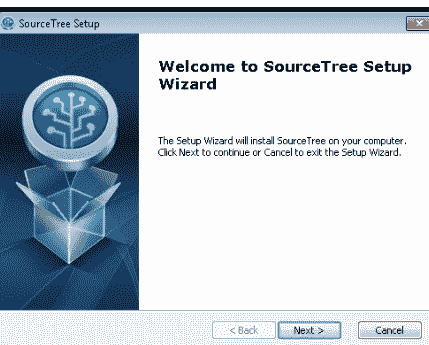 SourceTree Setup
Welcome to SourceTree Setup
Wizard
The Setup Wizard will install SourceTree on your computer.
Click Next to continue or Cancel to exit the Setup Wizard.
< Back
Next >
Cancel